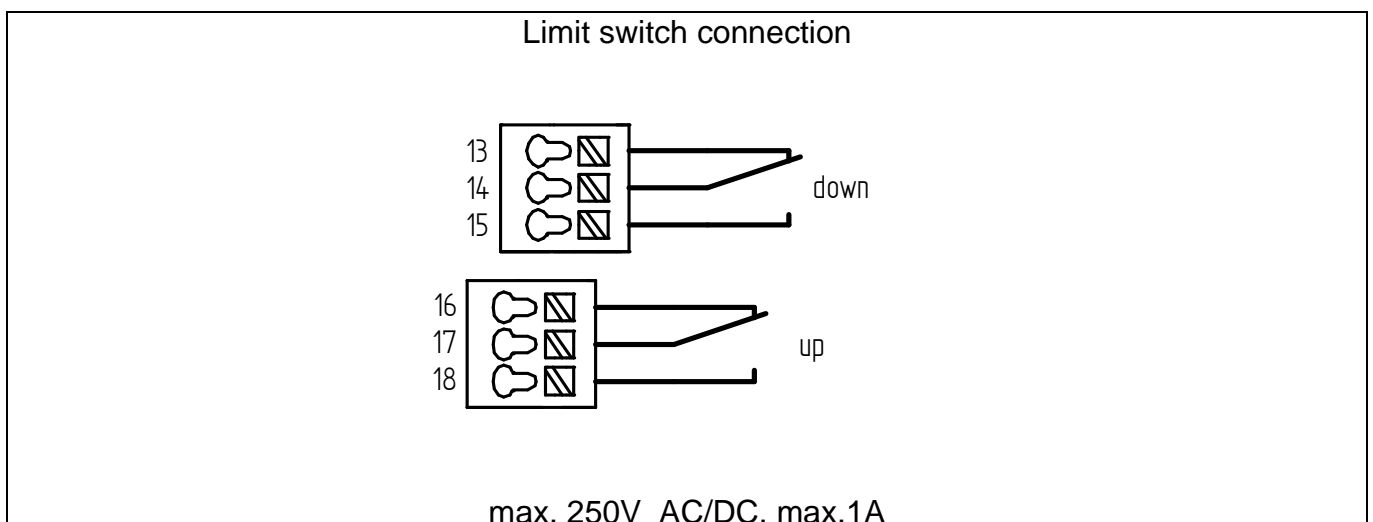 Limit switch connection
13
14
down
15
16
17
up
18
max. 250V AC/DC, max.1A